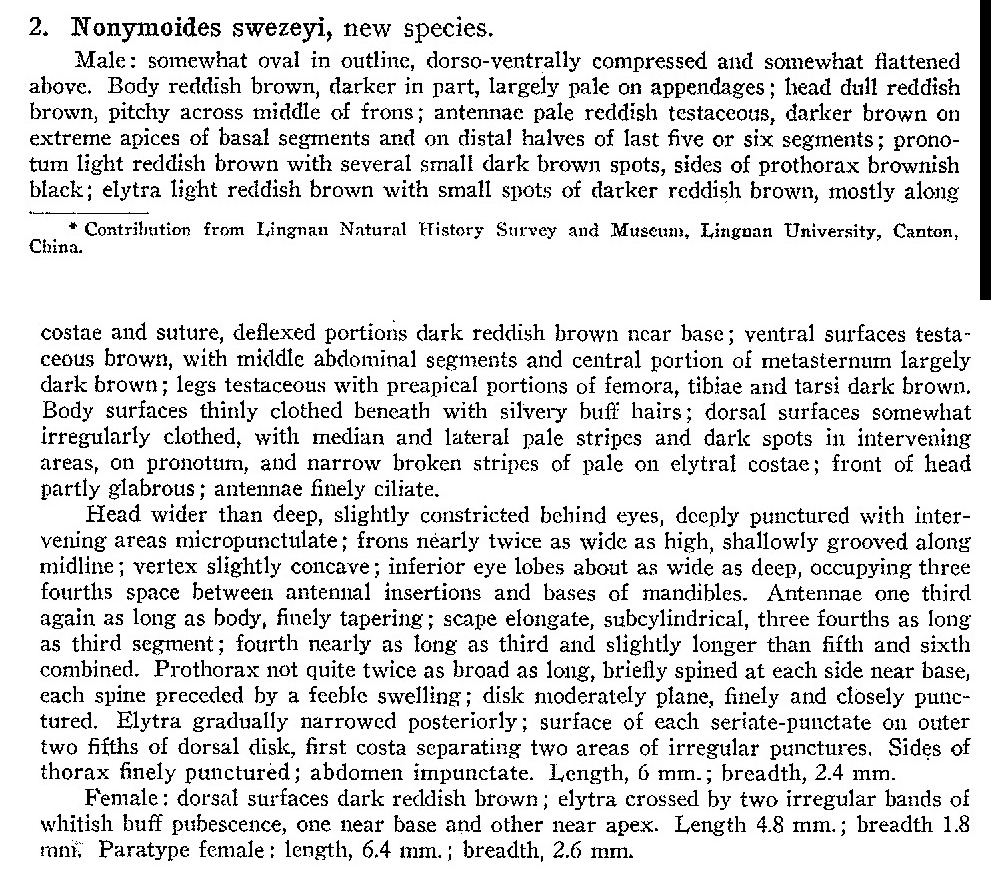 2. Nonymoides swezeyi, new species.
Male: somewhat oval in outline, dorso-ventrally compressed and somewhat flattened
above. Body reddish brown, darker in part, largely pale on appendages; head dull reddish
brown, pitchy across middle of frons; antennae pale reddish testaceous, darker brown on
extreme apices of basal segments and on distal halves of last five or six segments; prono-
tum light reddish brown with several small dark brown spots, sides of prothorax brownish
black; elytra light reddish brown with small spots of darker reddish brown, mostly along
* Contribution from Lingnan Natural History Survey and Museum, Lingnan University, Canton,
China.
costae and suture, deflexed portions dark reddish brown near base; ventral surfaces testa-
ceous brown, with middle abdominal segments and central portion of metasternum largely
dark brown; legs testaceous with preapical portions of femora, tibiae and tarsi dark brown.
Body surfaces thinly clothed beneath with silvery buff hairs; dorsal surfaces somewhat
irregularly clothed, with median and lateral pale stripes and dark spots in intervening
areas, on pronotum, and narrow broken stripes of pale on elytral costae; front of head
partly glabrous; antennae finely ciliate.
Head wider than deep, slightly constricted behind eyes, deeply punctured with inter-
vening areas micropunctulate; frons nearly twice as wide as high, shallowly grooved along
midline; vertex slightly concave; inferior eye lobes about as wide as deep, occupying three
fourths space between antennal insertions and bases of mandibles. Antennae one third
again as long as body, finely tapering; scape elongate, subcylindrical, three fourths as long
as third segment; fourth nearly as long as third and slightly longer than fifth and sixth
combined. Prothorax not quite twice as broad as long, briefly spined at each side near base,
each spine preceded by a feeble swelling; disk moderately plane, finely and closely punc-
tured. Elytra gradually narrowed posteriorly; surface of each seriate-punctate on outer
two fifths of dorsal disk, first costa separating two areas of irregular punctures. Sides of
thorax finely punctured; abdomen impunctate. Length, 6 mm.; breadth, 2.4 mm.
Female: dorsal surfaces dark reddish brown; elytra crossed by two irregular bands of
whitish buff pubescence, one near base and other near apex. Length 4.8 mm.; breadth 1.8
mm. Paratype female: length, 6.4 mm.; breadth, 2.6 mm.